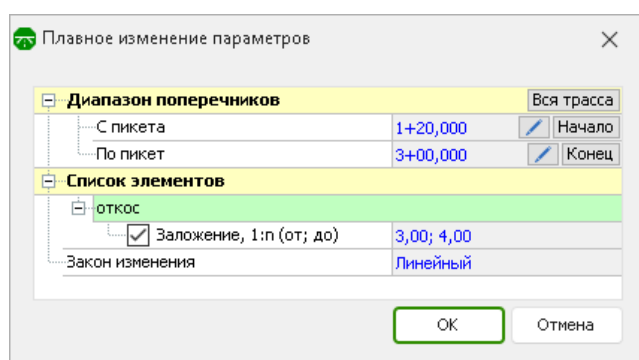 Плавное изменение параметров
Диапазон поперечников Вся трасса
С пикета 1+20,000 Начало
По пикет 3+00,000 Конец
Список элементов
откос
Заложение, 1:n (от; до) 3,00; 4,00
Закон изменения Линейный
ОК Отмена